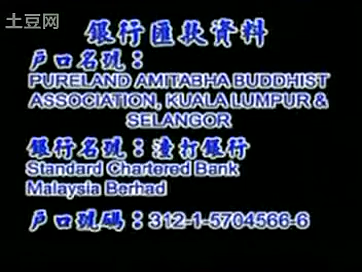 土豆网
銀行匯款資料
戶口名號：
PURELAND AMITABHA BUDDHIST
ASSOCIATION, KUALA LUMPUR &
SELANGOR
銀行名號：渣打銀行
Standard Chartered Bank
Malaysia Berhad
戶口號碼：312-1-5704566-6